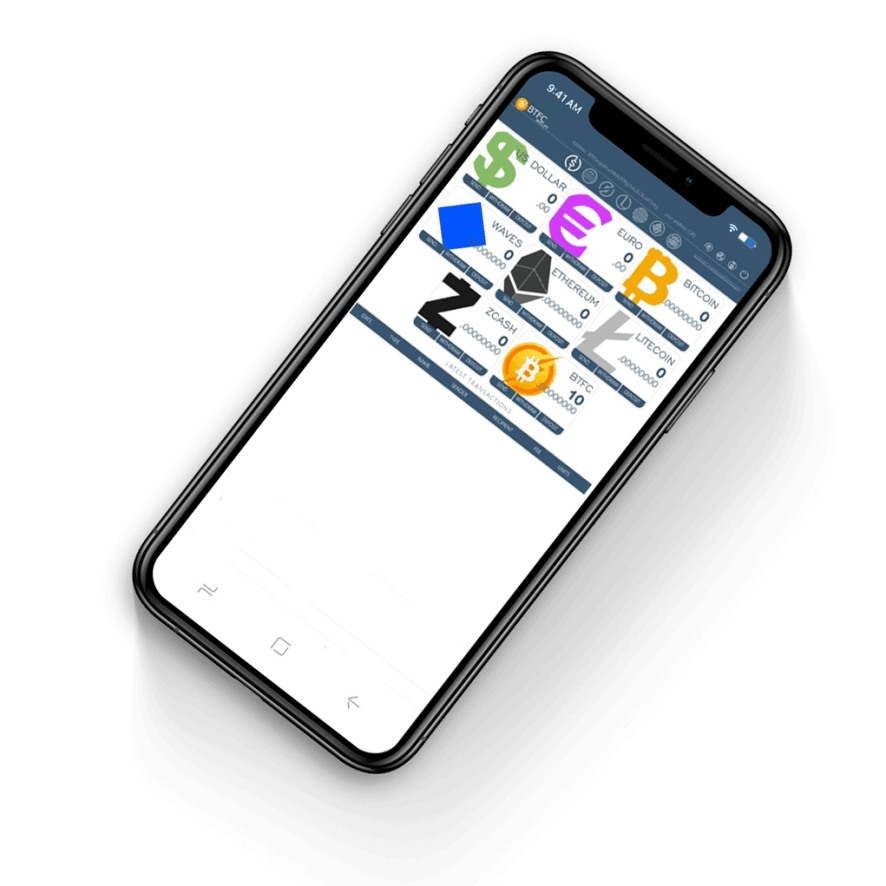 9:41 AM
BTFC
US DOLLAR
0
.00
SEND WITHDRAW DEPOSIT
EURO
0
.00
SEND WITHDRAW DEPOSIT
BITCOIN
0
.00000000
SEND WITHDRAW DEPOSIT
WAVES
0
.00000000
SEND WITHDRAW DEPOSIT
ETHEREUM
0
.00000000
SEND WITHDRAW DEPOSIT
LITECOIN
0
.00000000
SEND WITHDRAW DEPOSIT
ZCASH
0
.00000000
SEND WITHDRAW DEPOSIT
BTFC
10
.00000000
SEND WITHDRAW DEPOSIT
LATEST TRANSACTIONS
DATE TYPE NAME SENDER RECIPIENT FEE UNITS